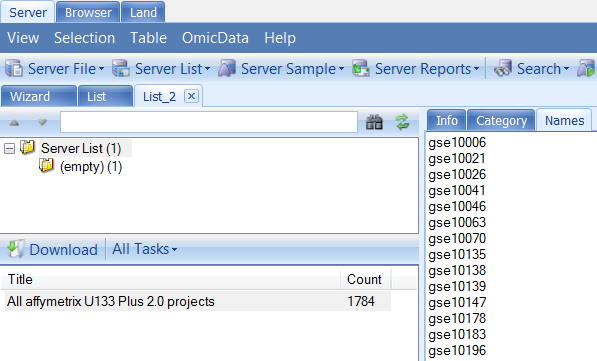 Server Browser Land
View Selection Table OmicData Help
Server File Server List Server Sample Server Reports Search
Wizard List List_2
Server List (1)
(empty) (1)
Download All Tasks
Title Count
All affymetrix U133 Plus 2.0 projects 1784
Info Category Names
gse10006
gse10021
gse10026
gse10041
gse10046
gse10063
gse10070
gse10135
gse10138
gse10139
gse10147
gse10178
gse10183
gse10196